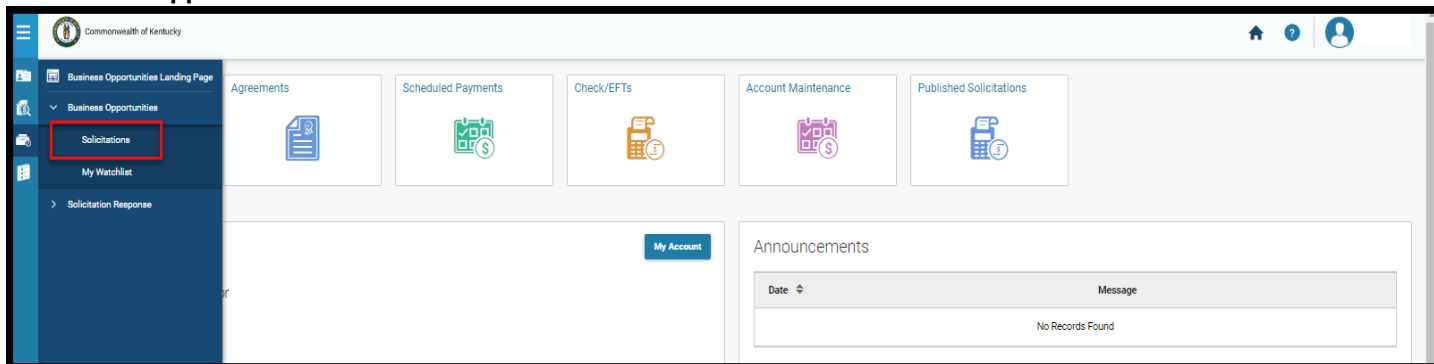 Commonwealth of Kentucky
?
Business Opportunities Landing Page
Business Opportunities
Solicitations
My Watchlist
Solicitation Response
Agreements
Scheduled Payments
Check/EFTs
Account Maintenance
Published Solicitations
My Account
or
Announcements
Date
Message
No Records Found